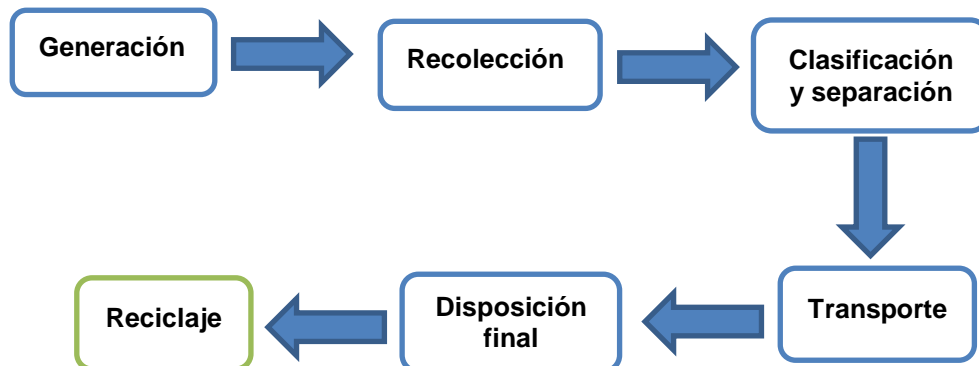 Generación
Recolección
Clasificación
y separación
Transporte
Disposición
final
Reciclaje